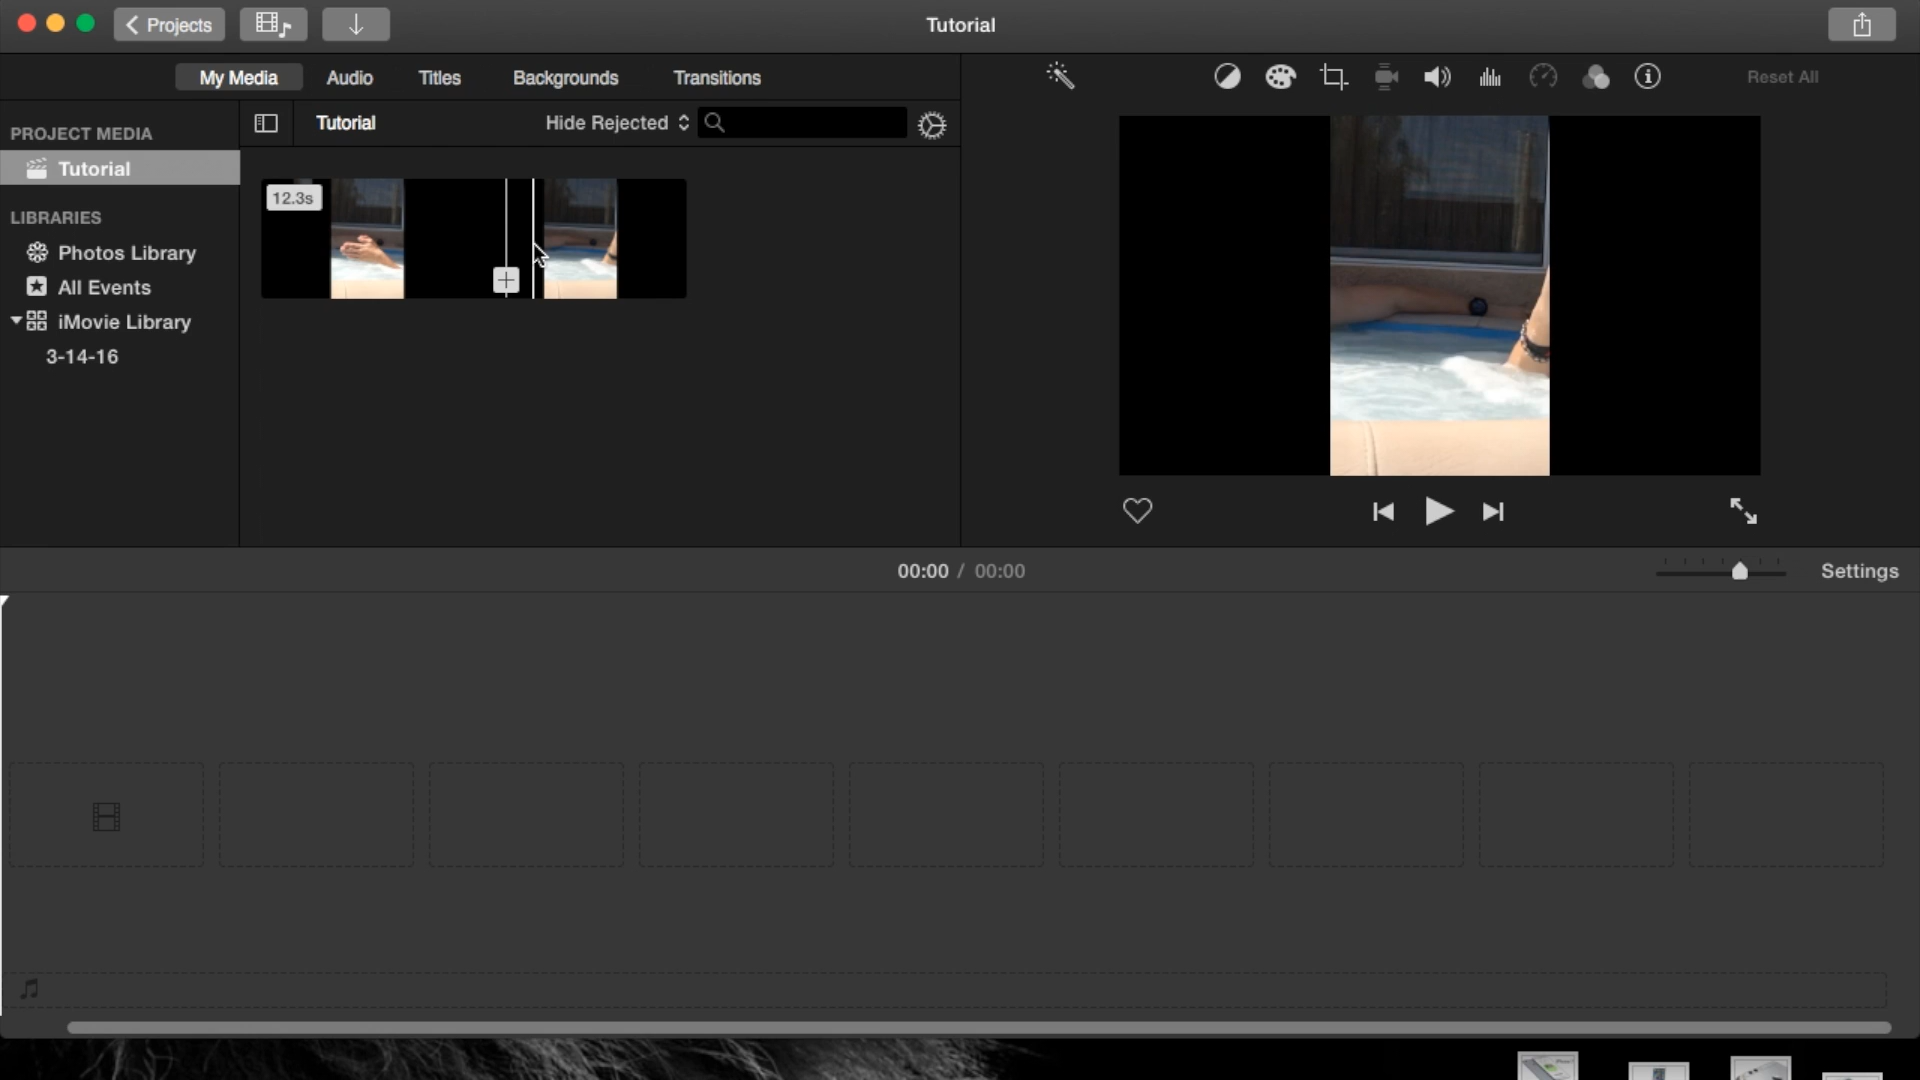 Projects
Tutorial
My Media
Audio
Titles
Backgrounds
Transitions
Reset All
PROJECT MEDIA
Tutorial
Hide Rejected
Tutorial
LIBRARIES
12.3s
Photos Library
All Events
iMovie Library
3-14-16
00:00 / 00:00
Settings